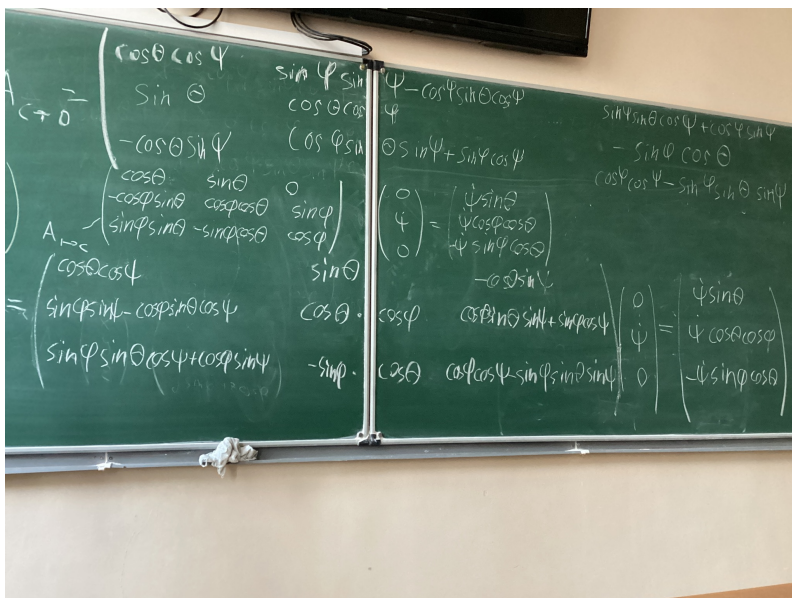 A_{C→D} = ( cosθ cosψ   sinφ sinψ − cosφ sinθ cosψ   sinφ sinθ cosψ + cosφ sinψ
sinθ   cosθ cosφ   − sinφ cosθ
−cosθ sinψ   cosφ sinθ sinψ + sinφ cosψ   cosφ cosψ − sinφ sinθ sinψ
A ( cosθ   sinθ   0 ) ( 0 ) = ( ψ̇ sinθ )
( −cosφ sinθ   cosφ cosθ   sinφ ) ( ψ̇ ) ( ψ̇ cosφ cosθ )
( sinφ sinθ   −sinφ cosθ   cosφ ) ( 0 ) ( −ψ̇ sinφ cosθ )
= ( cosθ cosψ   sinθ   −cosθ sinψ ) ( 0 ) = ( ψ̇ sinθ )
( sinφ sinψ − cosφ sinθ cosψ   cosθ · cosφ   cosφ sinθ sinψ + sinφ cosψ ) ( ψ̇ ) ( ψ̇ cosθ cosφ )
( sinφ sinθ cosψ + cosφ sinψ   −sinφ · cosθ   cosφ cosψ − sinφ sinθ sinψ ) ( 0 ) ( −ψ̇ sinφ cosθ )